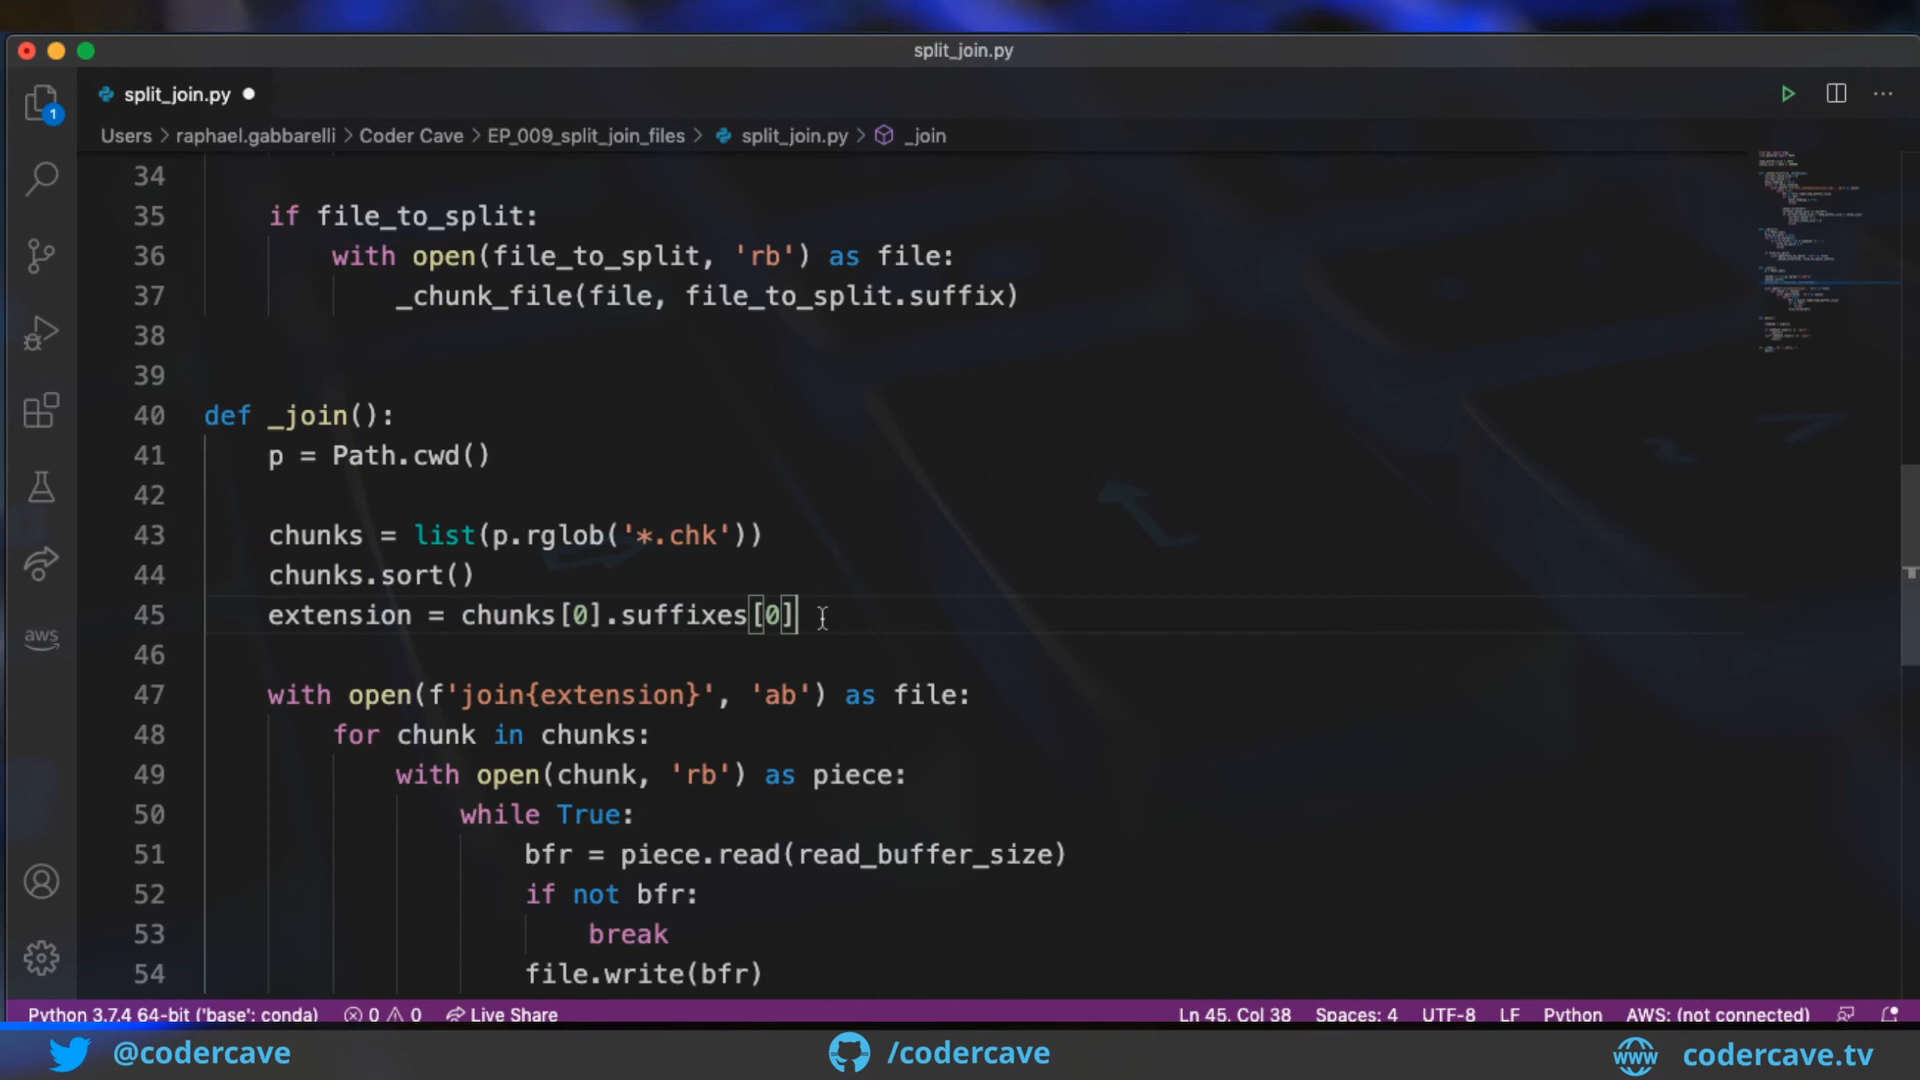 split_join.py
split_join.py
1
Users > raphael.gabbarelli > Coder Cave > EP_009_split_join_files > split_join.py > _join
34
35 if file_to_split:
36 with open(file_to_split, 'rb') as file:
37 _chunk_file(file, file_to_split.suffix)
38
39
40 def _join():
41 p = Path.cwd()
42
43 chunks = list(p.rglob('*.chk'))
44 chunks.sort()
45 extension = chunks[0].suffixes[0]
46
47 with open(f'join{extension}', 'ab') as file:
48 for chunk in chunks:
49 with open(chunk, 'rb') as piece:
50 while True:
51 bfr = piece.read(read_buffer_size)
52 if not bfr:
53 break
54 file.write(bfr)
aws
Python 3.7.4 64-bit ('base': conda) 0 0 Live Share Ln 45, Col 38 Spaces: 4 UTF-8 LF Python AWS: (not connected)
@codercave /codercave www codercave.tv